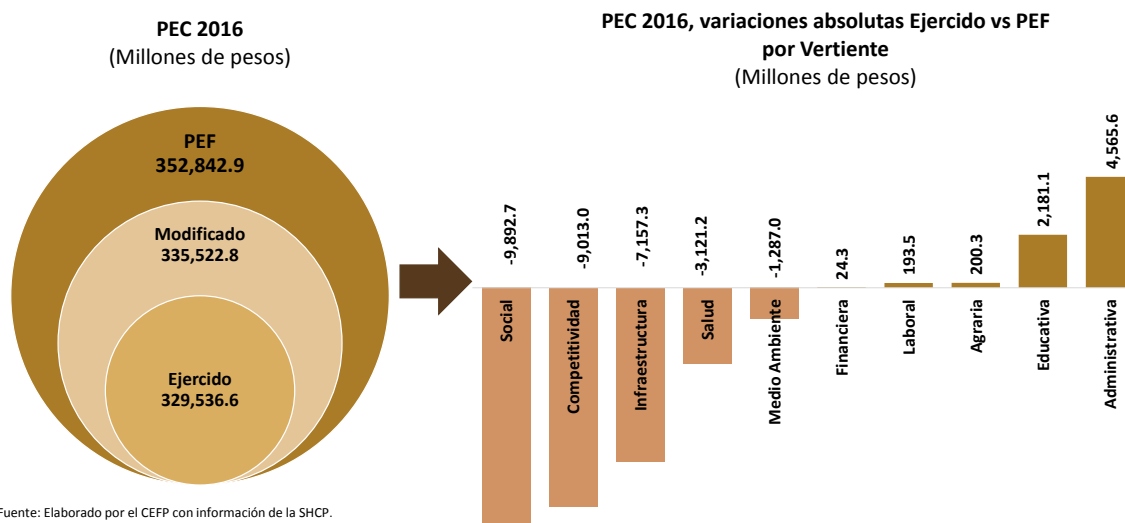 PEC 2016
(Millones de pesos)
PEF
352,842.9
Modificado
335,522.8
Ejercido
329,536.6
PEC 2016, variaciones absolutas Ejercido vs PEF
por Vertiente
(Millones de pesos)
-9,892.7
-9,013.0
-7,157.3
-3,121.2
-1,287.0
24.3
193.5
200.3
2,181.1
4,565.6
Social
Competitividad
Infraestructura
Salud
Medio Ambiente
Financiera
Laboral
Agraria
Educativa
Administrativa
Fuente: Elaborado por el CEFP con información de la SHCP.